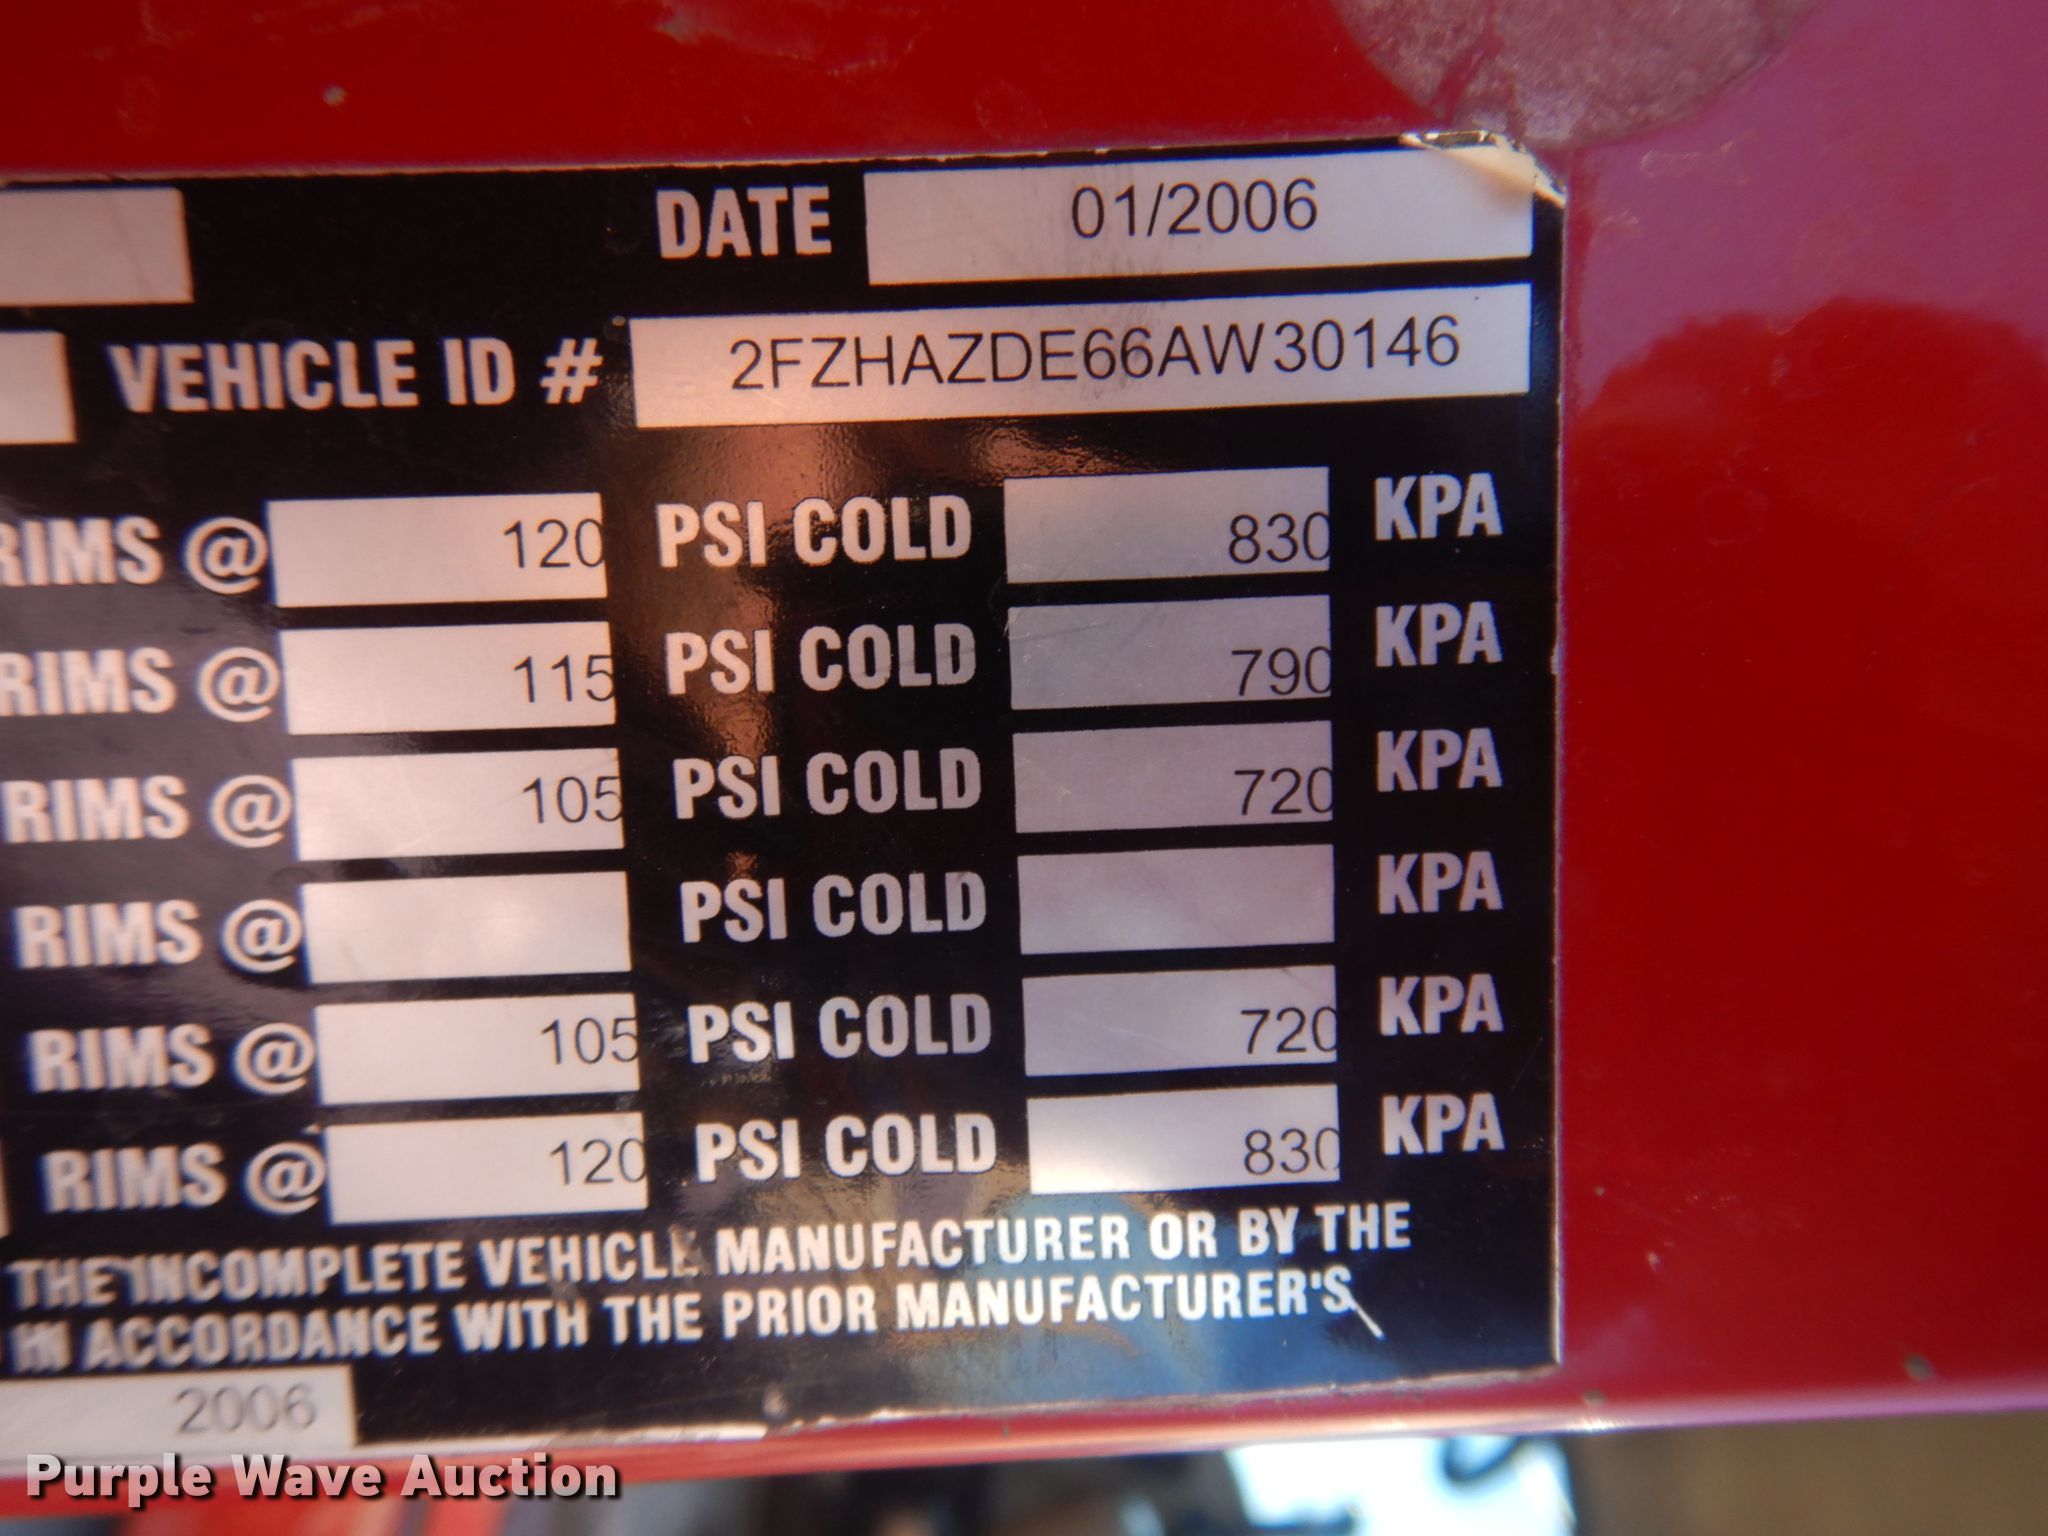 DATE 01/2006
VEHICLE ID # 2FZHAZDE66AW30146
RIMS @ 120 PSI COLD 830 KPA
RIMS @ 115 PSI COLD 790 KPA
RIMS @ 105 PSI COLD 720 KPA
RIMS @ PSI COLD KPA
RIMS @ 105 PSI COLD 720 KPA
RIMS @ 120 PSI COLD 830 KPA
THE INCOMPLETE VEHICLE MANUFACTURER OR BY THE
IN ACCORDANCE WITH THE PRIOR MANUFACTURER'S
2006
Purple Wave Auction